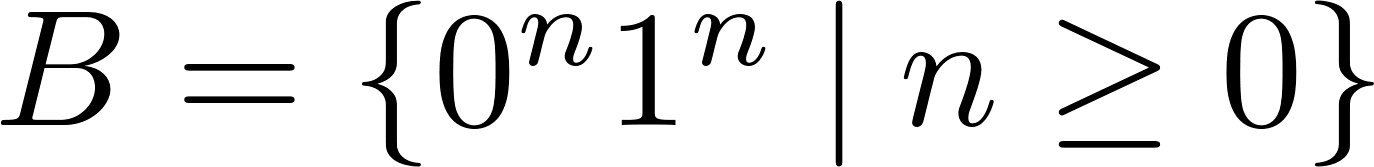 B = {0ⁿ1ⁿ | n ≥ 0}